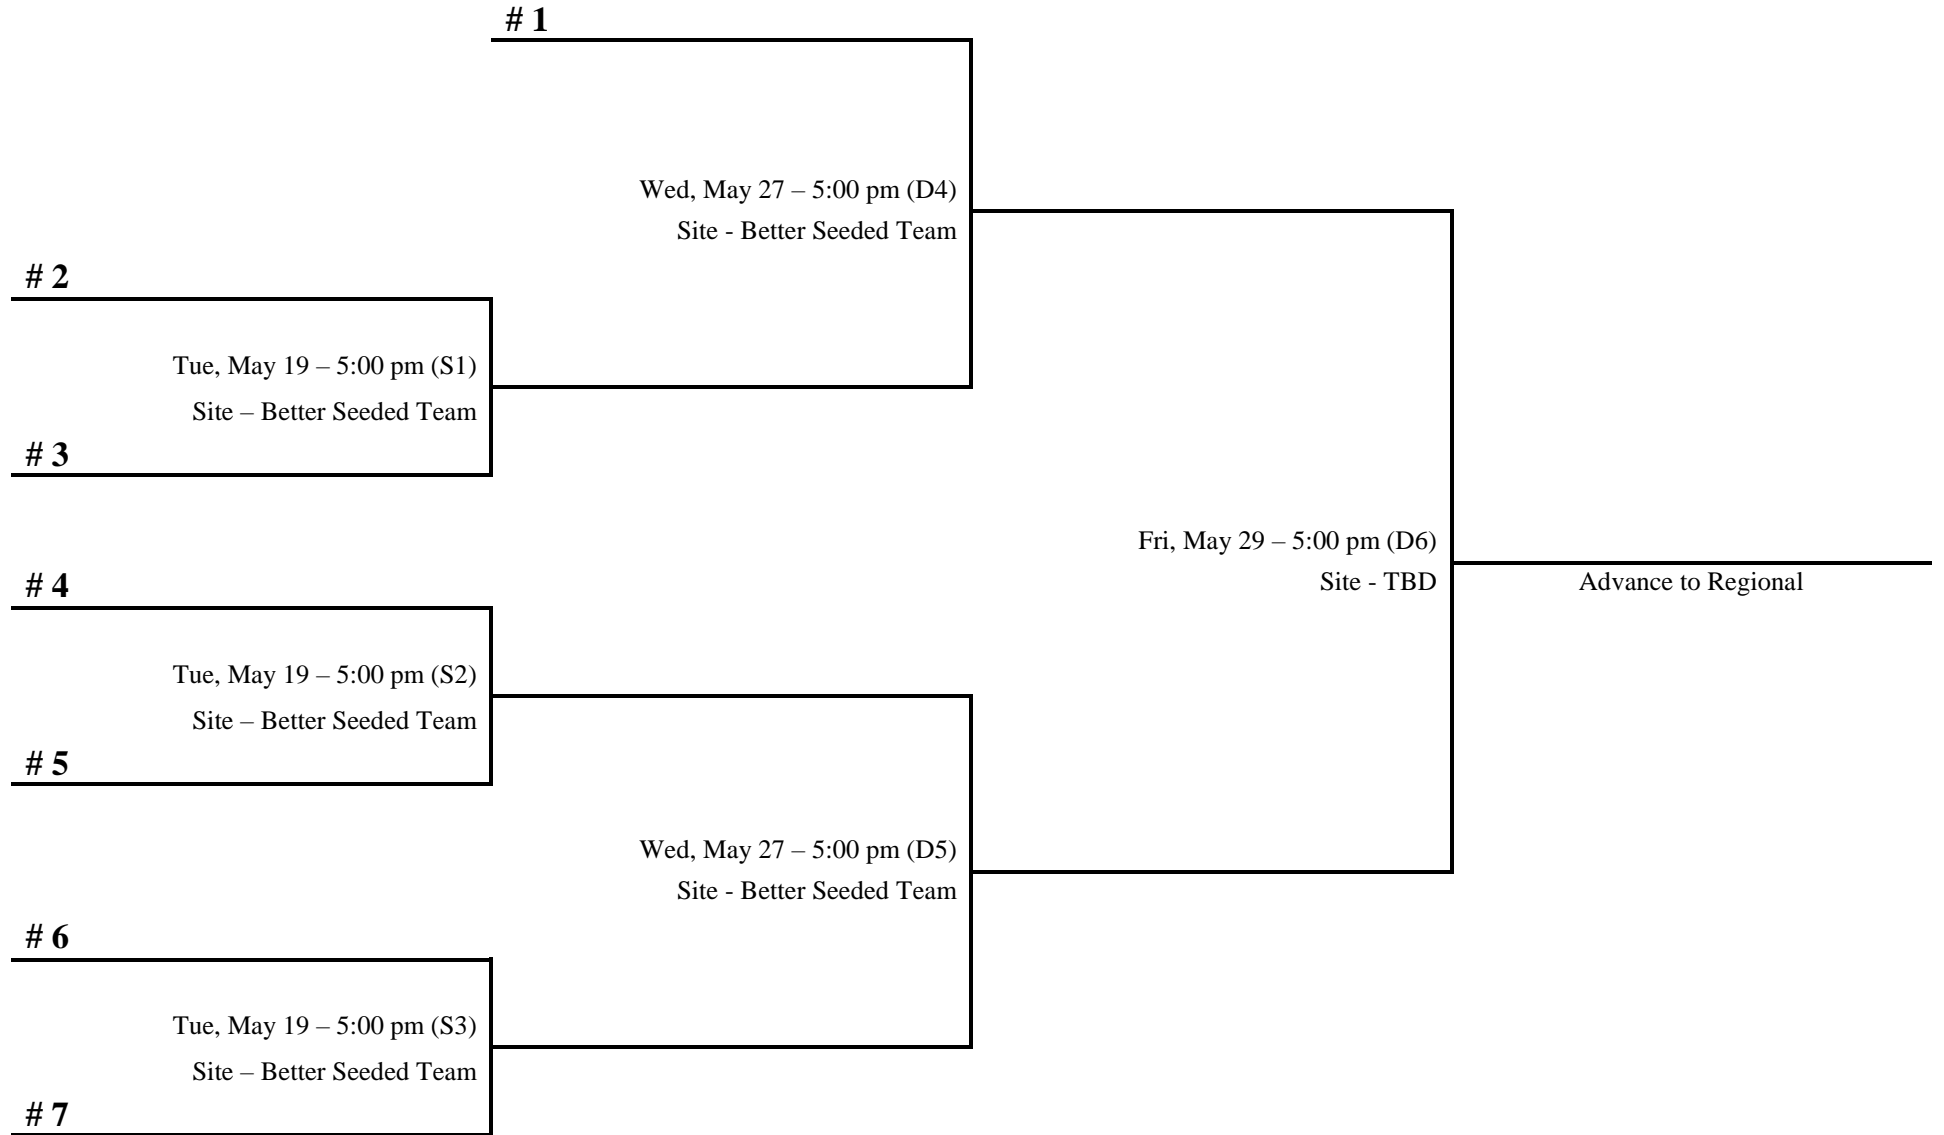 # 1
Wed, May 27 – 5:00 pm (D4)
Site - Better Seeded Team
# 2
Tue, May 19 – 5:00 pm (S1)
Site – Better Seeded Team
# 3
Fri, May 29 – 5:00 pm (D6)
Site - TBD
Advance to Regional
# 4
Tue, May 19 – 5:00 pm (S2)
Site – Better Seeded Team
# 5
Wed, May 27 – 5:00 pm (D5)
Site - Better Seeded Team
# 6
Tue, May 19 – 5:00 pm (S3)
Site – Better Seeded Team
# 7